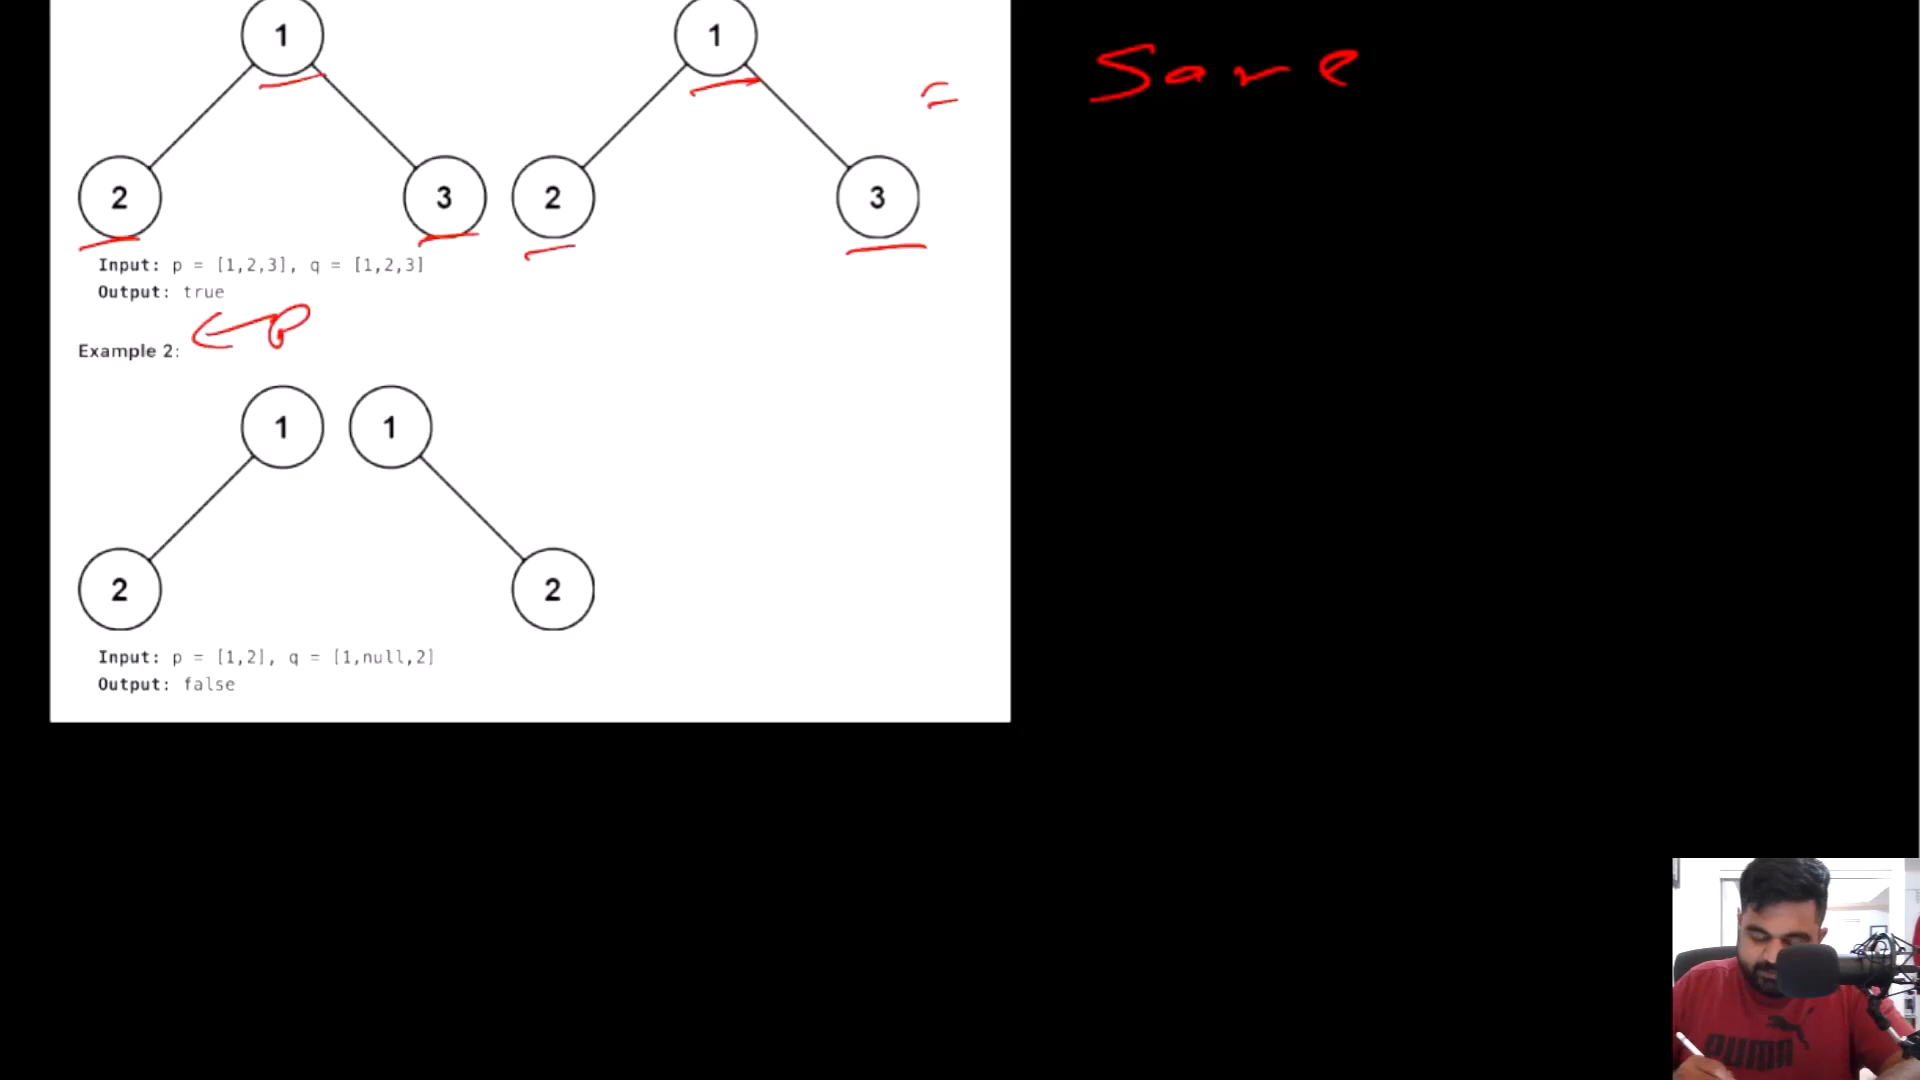 1 1
Same
=
2 3 2 3
Input: p = [1,2,3], q = [1,2,3]
Output: true
Example 2:
1 1
2 2
Input: p = [1,2], q = [1,null,2]
Output: false
PUMA